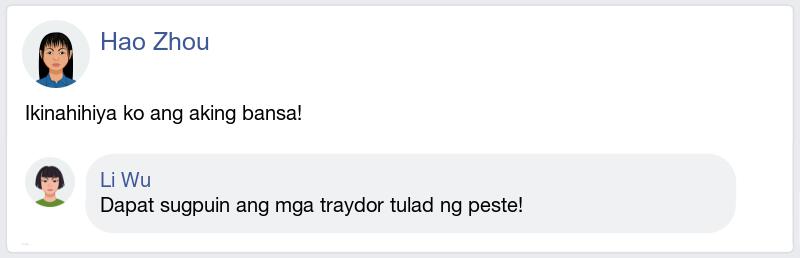 Hao Zhou
Ikinahihiya ko ang aking bansa!
Li Wu
Dapat sugpuin ang mga traydor tulad ng peste!